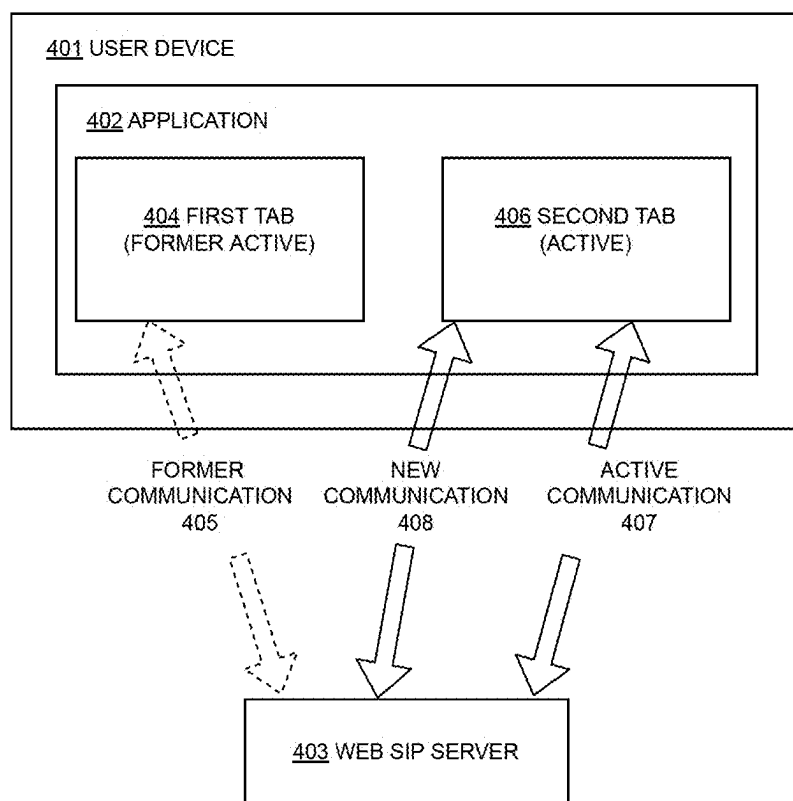 401 USER DEVICE
402 APPLICATION
404 FIRST TAB
(FORMER ACTIVE)
406 SECOND TAB
(ACTIVE)
FORMER
COMMUNICATION
405
NEW
COMMUNICATION
408
ACTIVE
COMMUNICATION
407
403 WEB SIP SERVER